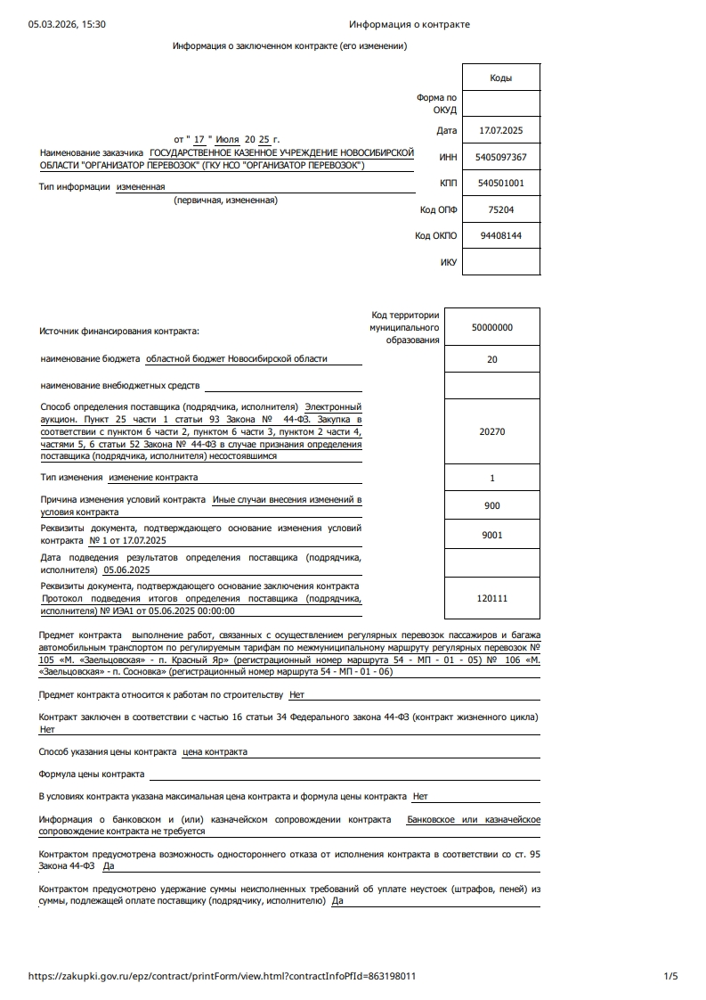 05.03.2026, 15:30
Информация о контракте
Информация о заключенном контракте (его изменении)
Коды
Форма по
ОКУД
от " 17 " Июля 20 25 г.
Дата
17.07.2025
Наименование заказчика ГОСУДАРСТВЕННОЕ КАЗЕННОЕ УЧРЕЖДЕНИЕ НОВОСИБИРСКОЙ
ОБЛАСТИ "ОРГАНИЗАТОР ПЕРЕВОЗОК" (ГКУ НСО "ОРГАНИЗАТОР ПЕРЕВОЗОК")
ИНН
5405097367
Тип информации измененная
(первичная, измененная)
КПП
540501001
Код ОПФ
75204
Код ОКПО
94408144
ИКУ
Источник финансирования контракта:
Код территории
муниципального
образования
50000000
наименование бюджета областной бюджет Новосибирской области
20
наименование внебюджетных средств
Способ определения поставщика (подрядчика, исполнителя) Электронный
аукцион. Пункт 25 части 1 статьи 93 Закона № 44-ФЗ. Закупка в
соответствии с пунктом 6 части 2, пунктом 6 части 3, пунктом 2 части 4,
частями 5, 6 статьи 52 Закона № 44-ФЗ в случае признания определения
поставщика (подрядчика, исполнителя) несостоявшимся
20270
Тип изменения изменение контракта
1
Причина изменения условий контракта Иные случаи внесения изменений в
условия контракта
900
Реквизиты документа, подтверждающего основание изменения условий
контракта № 1 от 17.07.2025
9001
Дата подведения результатов определения поставщика (подрядчика,
исполнителя) 05.06.2025
Реквизиты документа, подтверждающего основание заключения контракта
Протокол подведения итогов определения поставщика (подрядчика,
исполнителя) № ИЭА1 от 05.06.2025 00:00:00
120111
Предмет контракта выполнение работ, связанных с осуществлением регулярных перевозок пассажиров и багажа
автомобильным транспортом по регулируемым тарифам по межмуниципальному маршруту регулярных перевозок №
105 «М. «Заельцовская» - п. Красный Яр» (регистрационный номер маршрута 54 - МП - 01 - 05) № 106 «М.
«Заельцовская» - п. Сосновка» (регистрационный номер маршрута 54 - МП - 01 - 06)
Предмет контракта относится к работам по строительству Нет
Контракт заключен в соответствии с частью 16 статьи 34 Федерального закона 44-ФЗ (контракт жизненного цикла)
Нет
Способ указания цены контракта цена контракта
Формула цены контракта
В условиях контракта указана максимальная цена контракта и формула цены контракта Нет
Информация о банковском и (или) казначейском сопровождении контракта Банковское или казначейское
сопровождение контракта не требуется
Контрактом предусмотрена возможность одностороннего отказа от исполнения контракта в соответствии со ст. 95
Закона 44-ФЗ Да
Контрактом предусмотрено удержание суммы неисполненных требований об уплате неустоек (штрафов, пеней) из
суммы, подлежащей оплате поставщику (подрядчику, исполнителю) Да
https://zakupki.gov.ru/epz/contract/printForm/view.html?contractInfoPfId=863198011
1/5